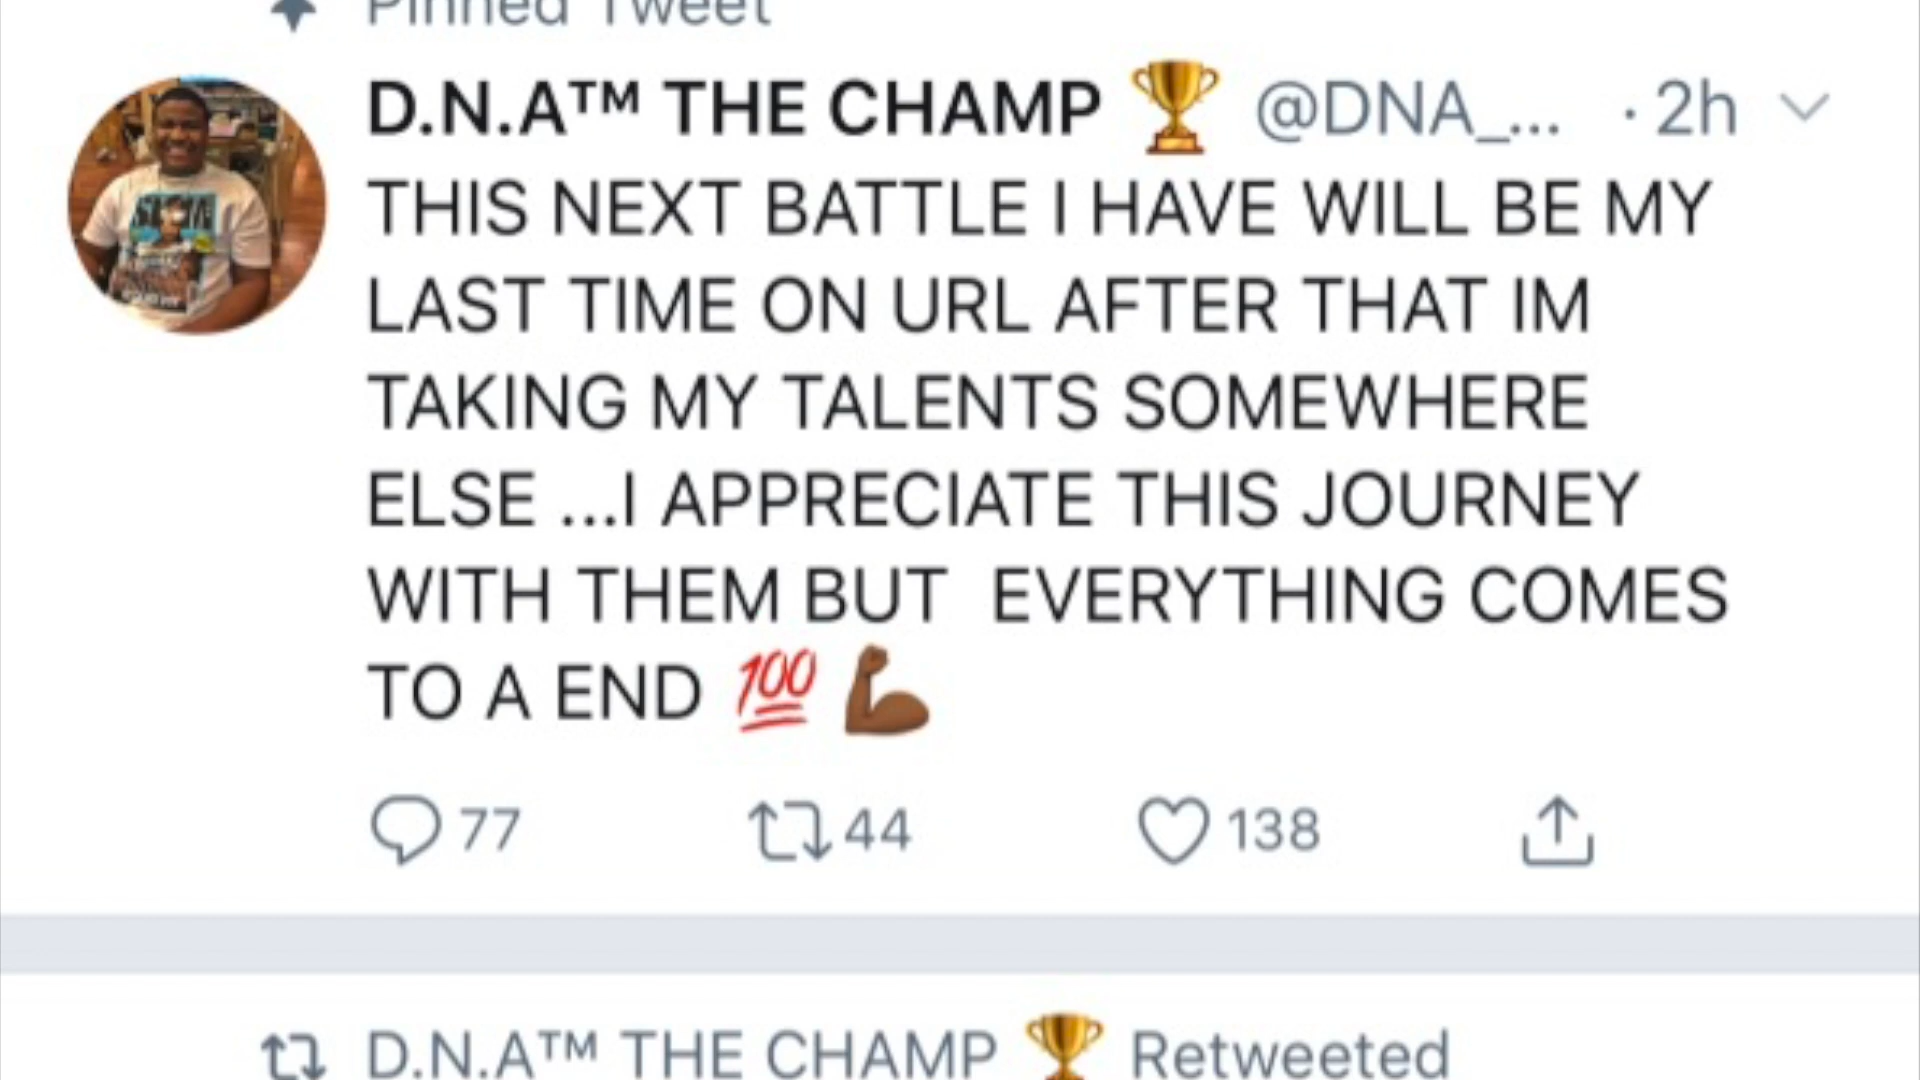 Pinned Tweet
D.N.A™ THE CHAMP 🏆 @DNA_... · 2h
THIS NEXT BATTLE I HAVE WILL BE MY
LAST TIME ON URL AFTER THAT IM
TAKING MY TALENTS SOMEWHERE
ELSE ...I APPRECIATE THIS JOURNEY
WITH THEM BUT  EVERYTHING COMES
TO A END 💯 💪🏾
77 44 138
D.N.A™ THE CHAMP 🏆 Retweeted